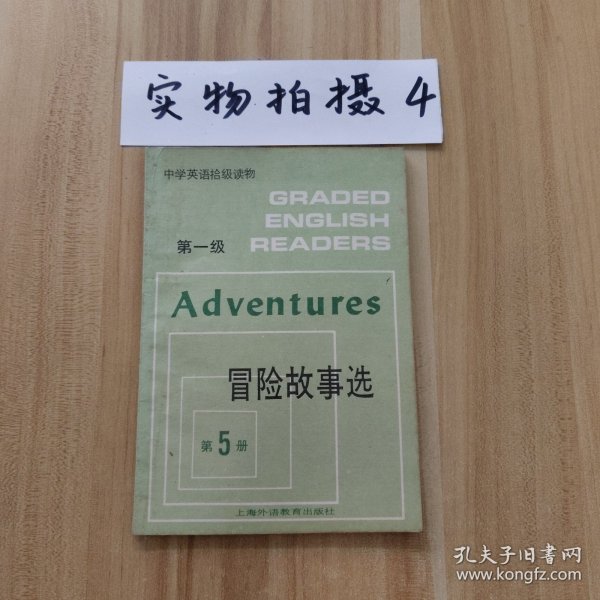 实物拍摄4
中学英语拾级读物
GRADED
ENGLISH
READERS
第一级
Adventures
冒险故事选
第5册
上海外语教育出版社
孔夫子旧书网
www.kongfz.com